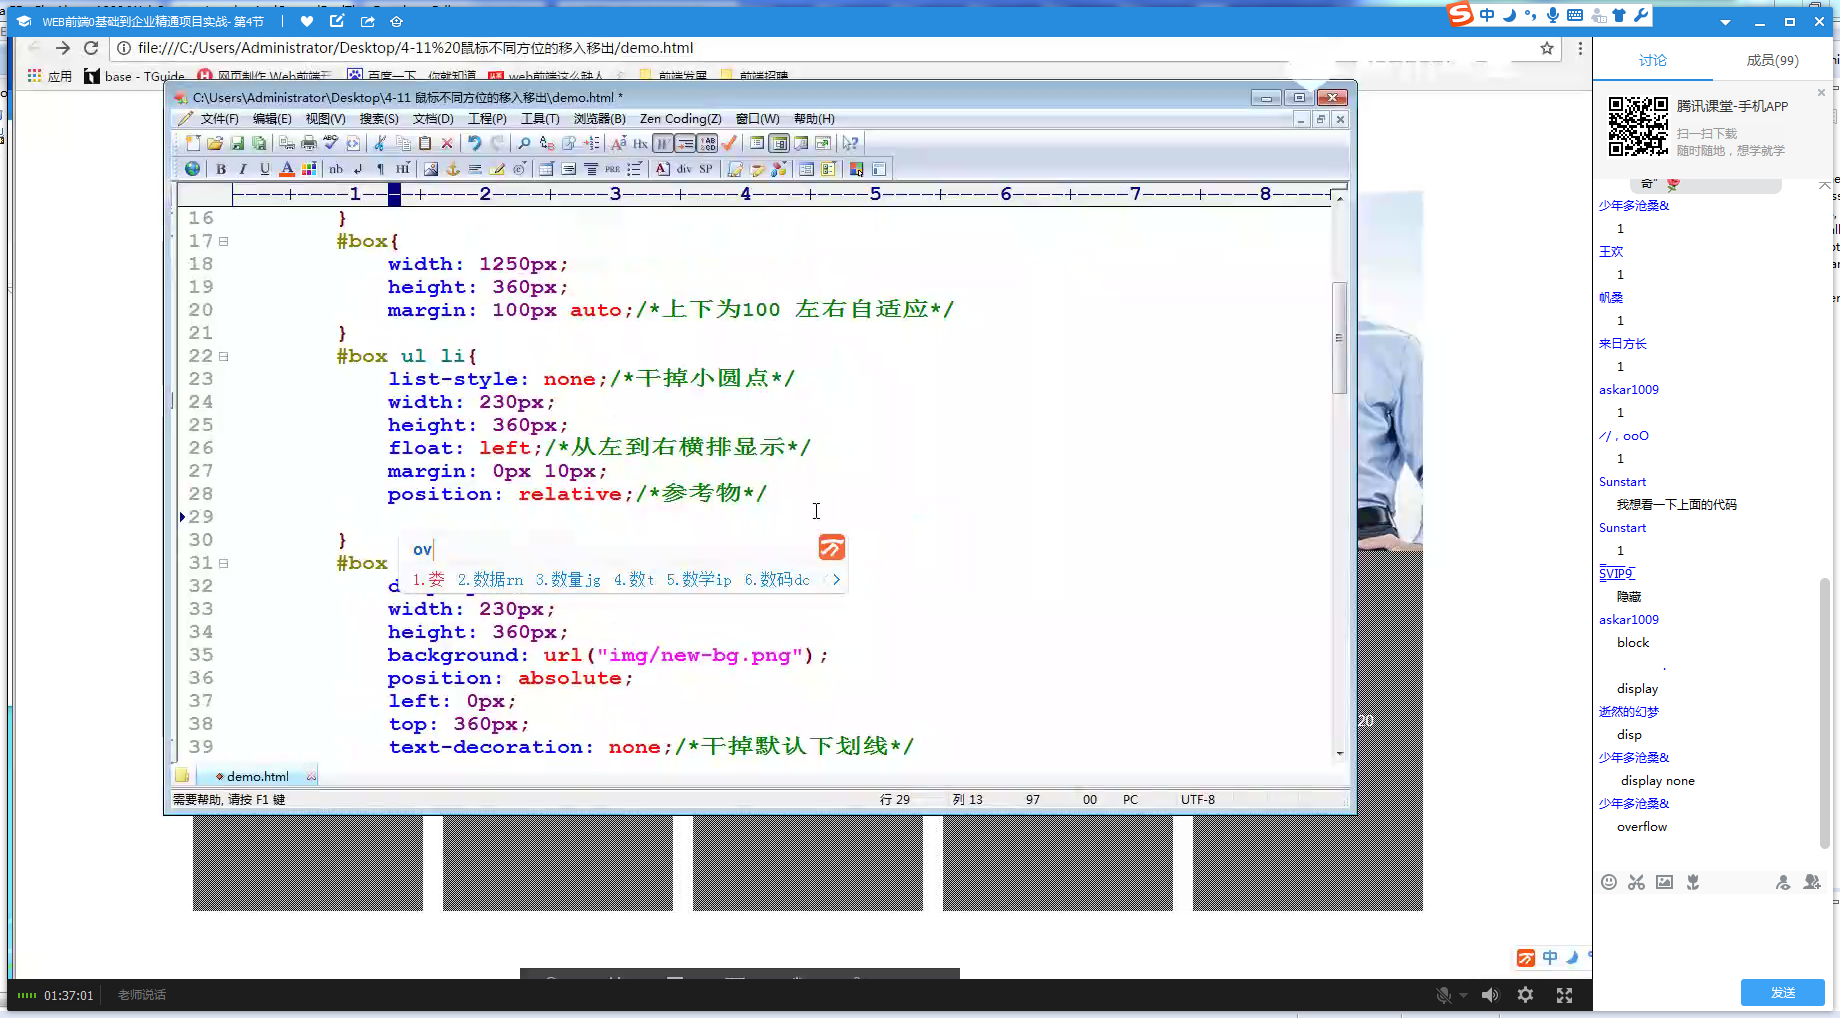 WEB前端0基础到企业精通项目实战- 第4节
中
file:///C:/Users/Administrator/Desktop/4-11%20鼠标不同方位的移入移出/demo.html
应用
base - TGuide
网页制作 Web前端开
百度一下，你就知道
web前端这么缺人
前端发展
前端招聘
C:\Users\Administrator\Desktop\4-11 鼠标不同方位的移入移出\demo.html *
文件(F) 编辑(E) 视图(V) 搜索(S) 文档(D) 工程(P) 工具(T) 浏览器(B) Zen Coding(Z) 窗口(W) 帮助(H)
B I U A nb ¶ HI PRE A div SP
----+----1----+----2----+----3----+----4----+----5----+----6----+----7----+----8----+
16 }
17 #box{
18 width: 1250px;
19 height: 360px;
20 margin: 100px auto;/*上下为100 左右自适应*/
21 }
22 #box ul li{
23 list-style: none;/*干掉小圆点*/
24 width: 230px;
25 height: 360px;
26 float: left;/*从左到右横排显示*/
27 margin: 0px 10px;
28 position: relative;/*参考物*/
29
30 }
31 #box
32 d
33 width: 230px;
34 height: 360px;
35 background: url("img/new-bg.png");
36 position: absolute;
37 left: 0px;
38 top: 360px;
39 text-decoration: none;/*干掉默认下划线*/
ov
1.娄 2.数据rn 3.数量jg 4.数t 5.数学ip 6.数码dc
demo.html
需要帮助, 请按 F1 键
行 29 列 13 97 00 PC UTF-8
20
中
01:37:01
老师说话
讨论
成员(99)
腾讯课堂-手机APP
扫一扫下载
随时随地，想学就学
奇"
少年多沧桑&
1
王欢
1
帆桑
1
来日方长
1
askar1009
1
//，ooO
1
Sunstart
我想看一下上面的代码
Sunstart
1
SVIP9
隐藏
askar1009
block
display
逝然的幻梦
disp
少年多沧桑&
display none
少年多沧桑&
overflow
发送